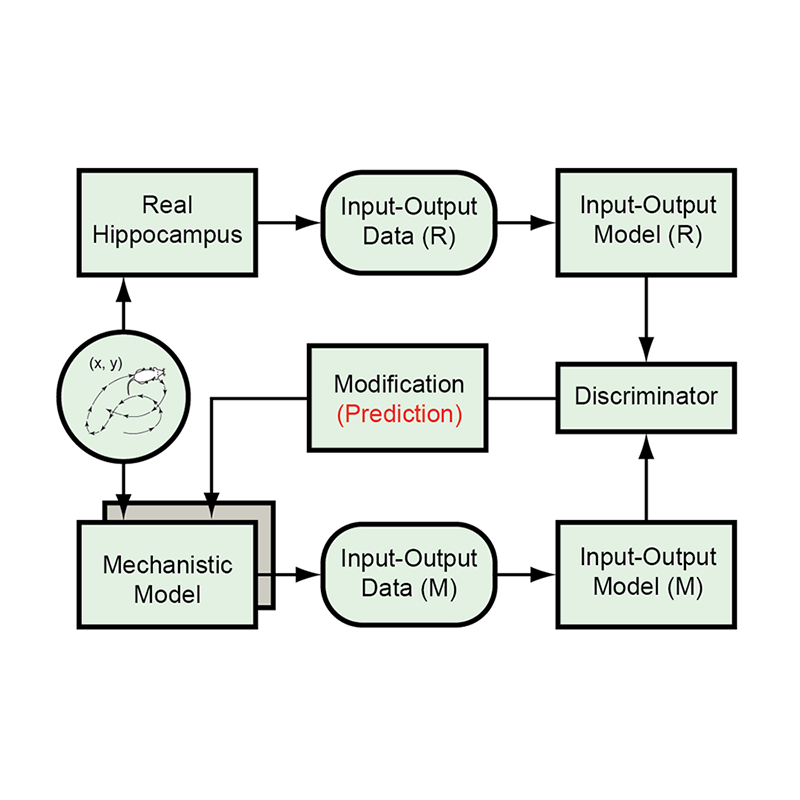 Real
Hippocampus
Input-Output
Data (R)
Input-Output
Model (R)
(x, y)
Modification
(Prediction)
Discriminator
Mechanistic
Model
Input-Output
Data (M)
Input-Output
Model (M)